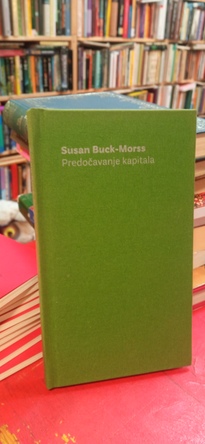 Susan Buck-Morss
Predočavanje kapitala